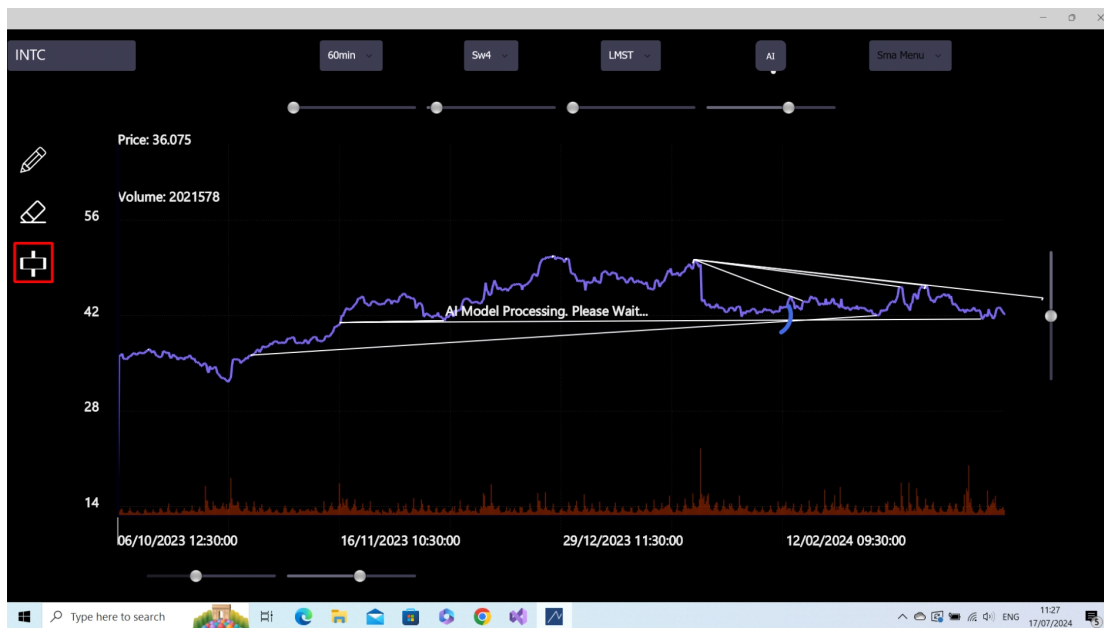 INTC
60min
Sw4
LMST
AI
Sma Menu
Price: 36.075
Volume: 2021578
56
42
AI Model Processing. Please Wait...
28
14
06/10/2023 12:30:00
16/11/2023 10:30:00
29/12/2023 11:30:00
12/02/2024 09:30:00
Type here to search
ENG
11:27
17/07/2024
5